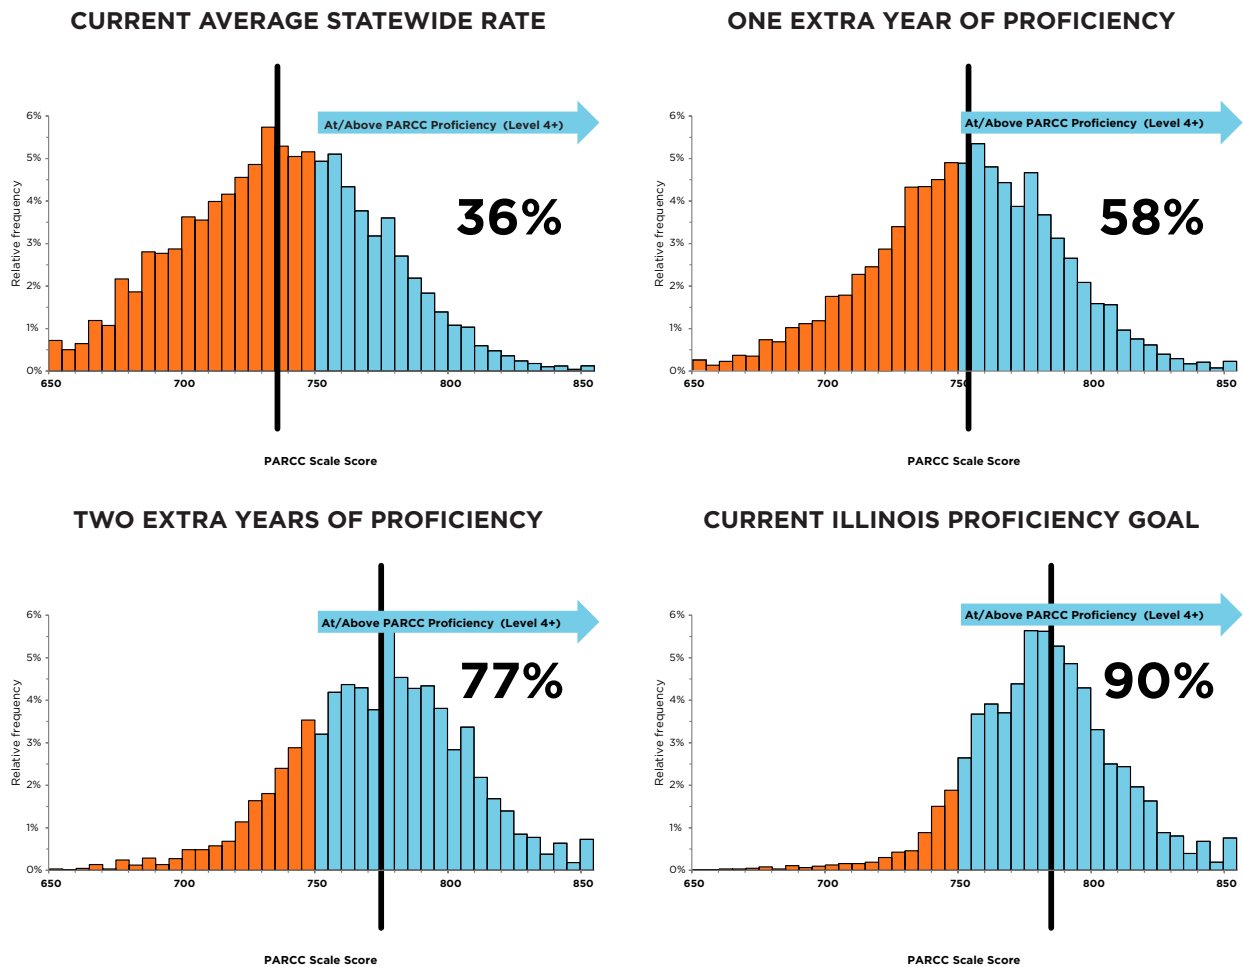 CURRENT AVERAGE STATEWIDE RATE
6%
5%
4%
3%
2%
1%
0%
Relative frequency
At/Above PARCC Proficiency (Level 4+)
36%
650 700 750 800 850
PARCC Scale Score
ONE EXTRA YEAR OF PROFICIENCY
6%
5%
4%
3%
2%
1%
0%
Relative frequency
At/Above PARCC Proficiency (Level 4+)
58%
650 700 750 800 850
PARCC Scale Score
TWO EXTRA YEARS OF PROFICIENCY
6%
5%
4%
3%
2%
1%
0%
Relative frequency
At/Above PARCC Proficiency (Level 4+)
77%
650 700 750 800 850
PARCC Scale Score
CURRENT ILLINOIS PROFICIENCY GOAL
6%
5%
4%
3%
2%
1%
0%
Relative frequency
At/Above PARCC Proficiency (Level 4+)
90%
650 700 750 800 850
PARCC Scale Score